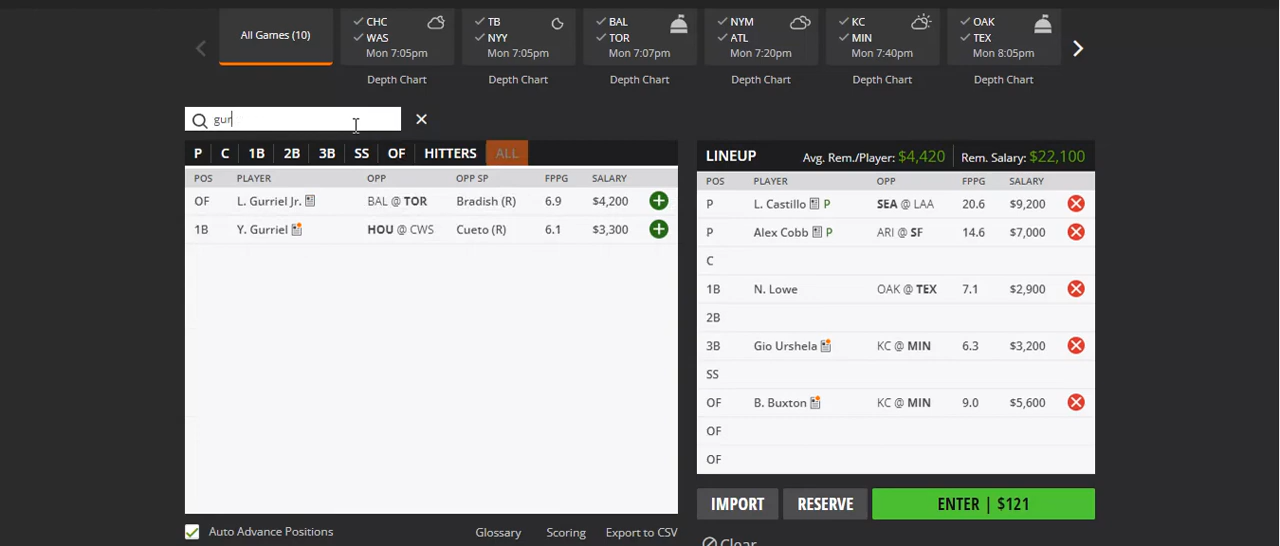 All Games (10)
CHC
WAS
Mon 7:05pm
TB
NYY
Mon 7:05pm
BAL
TOR
Mon 7:07pm
NYM
ATL
Mon 7:20pm
KC
MIN
Mon 7:40pm
OAK
TEX
Mon 8:05pm
Depth Chart Depth Chart Depth Chart Depth Chart Depth Chart Depth Chart
gur
P C 1B 2B 3B SS OF HITTERS ALL
POS PLAYER OPP OPP SP FPPG SALARY
OF L. Gurriel Jr. BAL @ TOR Bradish (R) 6.9 $4,200
1B Y. Gurriel HOU @ CWS Cueto (R) 6.1 $3,300
Auto Advance Positions Glossary Scoring Export to CSV
LINEUP Avg. Rem./Player: $4,420 Rem. Salary: $22,100
POS PLAYER OPP FPPG SALARY
P L. Castillo P SEA @ LAA 20.6 $9,200
P Alex Cobb P ARI @ SF 14.6 $7,000
C
1B N. Lowe OAK @ TEX 7.1 $2,900
2B
3B Gio Urshela KC @ MIN 6.3 $3,200
SS
OF B. Buxton KC @ MIN 9.0 $5,600
OF
OF
IMPORT RESERVE ENTER | $121
Clear